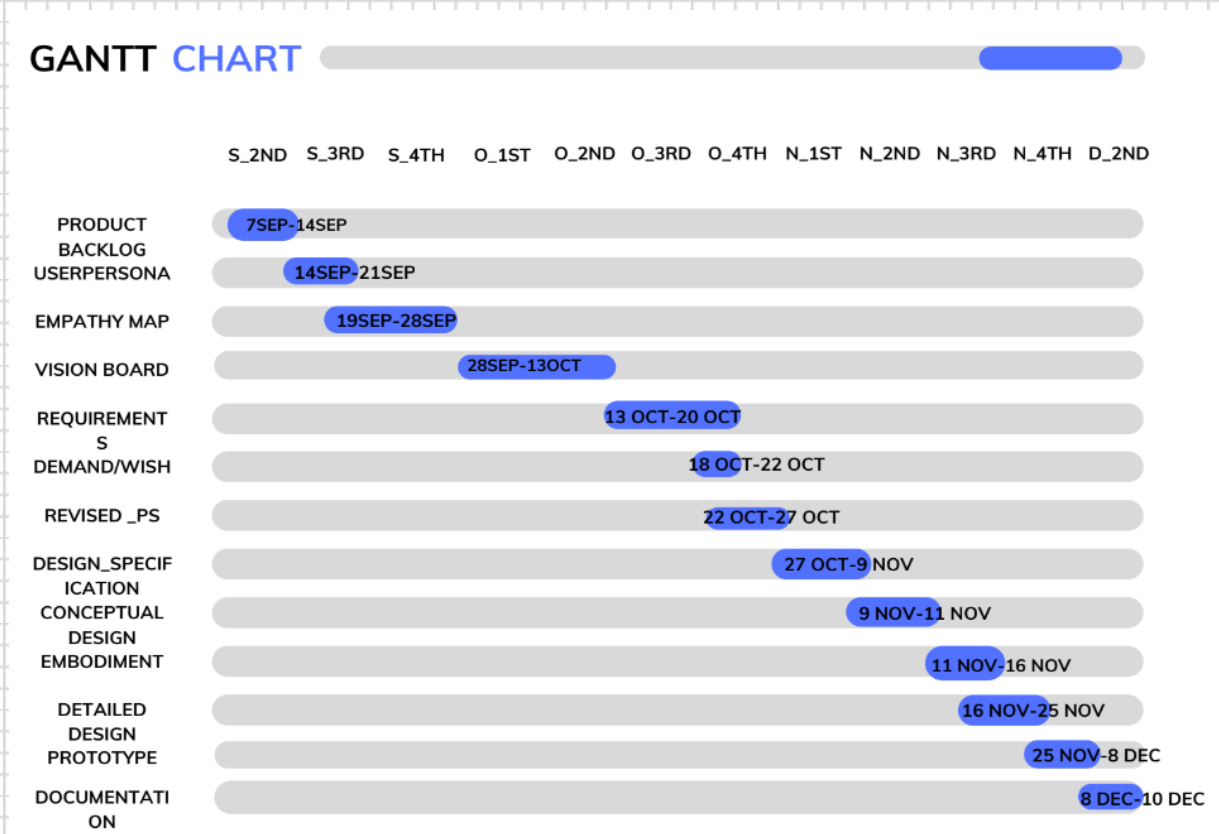 GANTT CHART
S_2ND S_3RD S_4TH O_1ST O_2ND O_3RD O_4TH N_1ST N_2ND N_3RD N_4TH D_2ND
PRODUCT
BACKLOG
7SEP-14SEP
USERPERSONA
14SEP-21SEP
EMPATHY MAP
19SEP-28SEP
VISION BOARD
28SEP-13OCT
REQUIREMENT
S
13 OCT-20 OCT
DEMAND/WISH
18 OCT-22 OCT
REVISED _PS
22 OCT-27 OCT
DESIGN_SPECIF
ICATION
27 OCT-9 NOV
CONCEPTUAL
DESIGN
9 NOV-11 NOV
EMBODIMENT
11 NOV-16 NOV
DETAILED
DESIGN
16 NOV-25 NOV
PROTOTYPE
25 NOV-8 DEC
DOCUMENTATI
ON
8 DEC-10 DEC